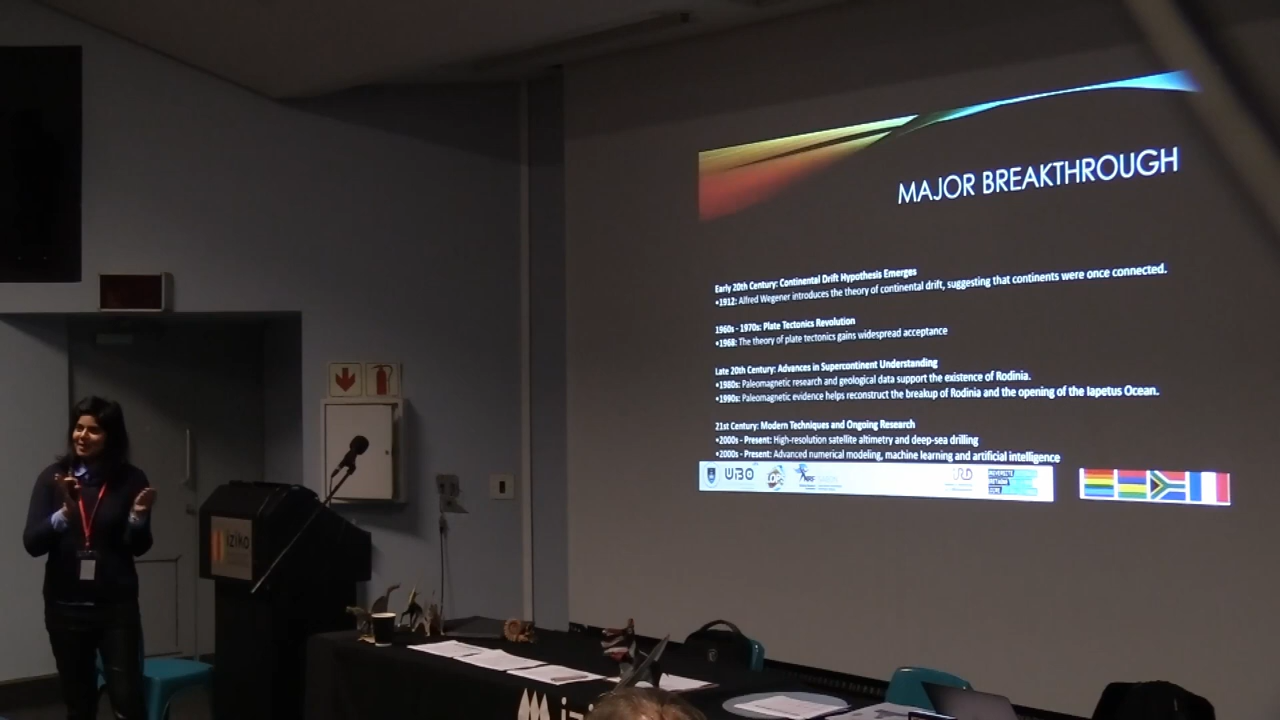 MAJOR BREAKTHROUGH
Early 20th Century: Continental Drift Hypothesis Emerges
•1912: Alfred Wegener introduces the theory of continental drift, suggesting that continents were once connected.
1960s - 1970s: Plate Tectonics Revolution
•1968: The theory of plate tectonics gains widespread acceptance
Late 20th Century: Advances in Supercontinent Understanding
•1980s: Paleomagnetic research and geological data support the existence of Rodinia.
•1990s: Paleomagnetic evidence helps reconstruct the breakup of Rodinia and the opening of the Iapetus Ocean.
21st Century: Modern Techniques and Ongoing Research
•2000s - Present: High-resolution satellite altimetry and deep-sea drilling
•2000s - Present: Advanced numerical modeling, machine learning and artificial intelligence
UBO
NRF
IRD
iziko